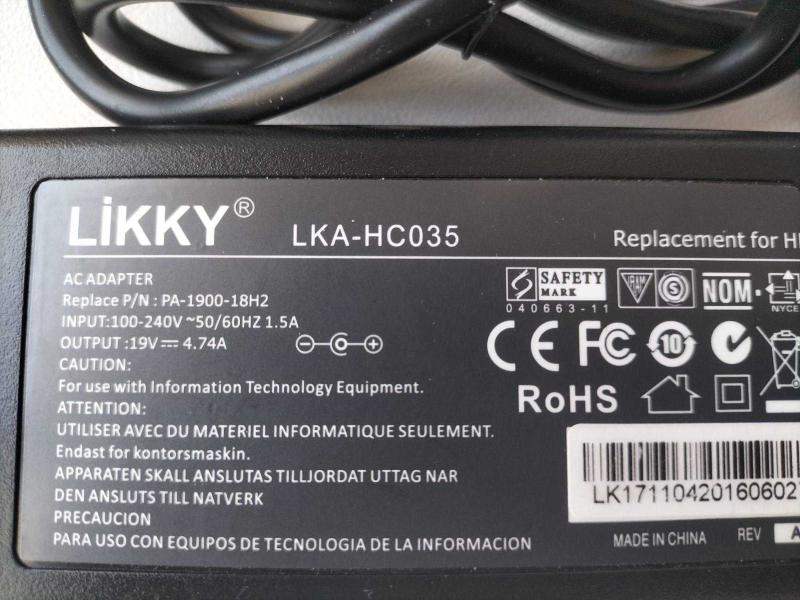 LiKKY®
LKA-HC035
Replacement for
AC ADAPTER
Replace P/N : PA-1900-18H2
INPUT:100-240V ~50/60HZ 1.5A
OUTPUT :19V⎓ 4.74A
CAUTION:
For use with Information Technology Equipment.
ATTENTION:
UTILISER AVEC DU MATERIEL INFORMATIQUE SEULEMENT.
Endast for kontorsmaskin.
APPARATEN SKALL ANSLUTAS TILLJORDAT UTTAG NAR
DEN ANSLUTS TILL NATVERK
PRECAUCION
PARA USO CON EQUIPOS DE TECNOLOGIA DE LA INFORMACION
SAFETY
MARK
040663-11
NOM
NYCE
CE FC 10
RoHS
LK1711042016060
MADE IN CHINA
REV A